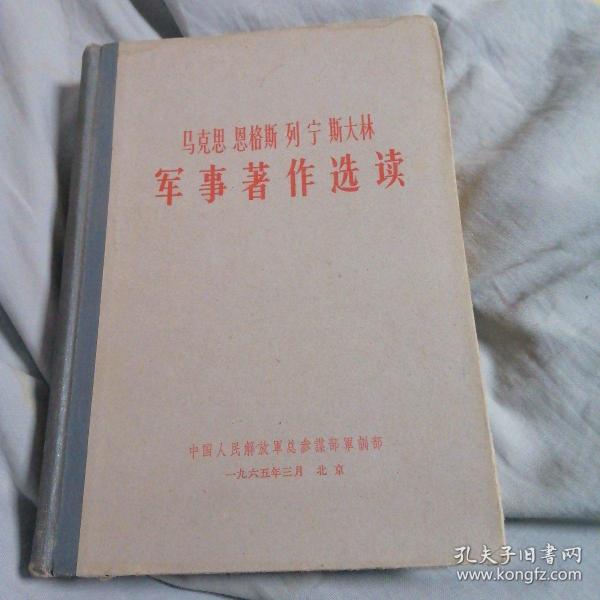 马克思 恩格斯 列宁 斯大林
军事著作选读
中国人民解放軍总参謀部軍訓部
一九六五年三月 北京
孔夫子旧书网
www.kongfz.com